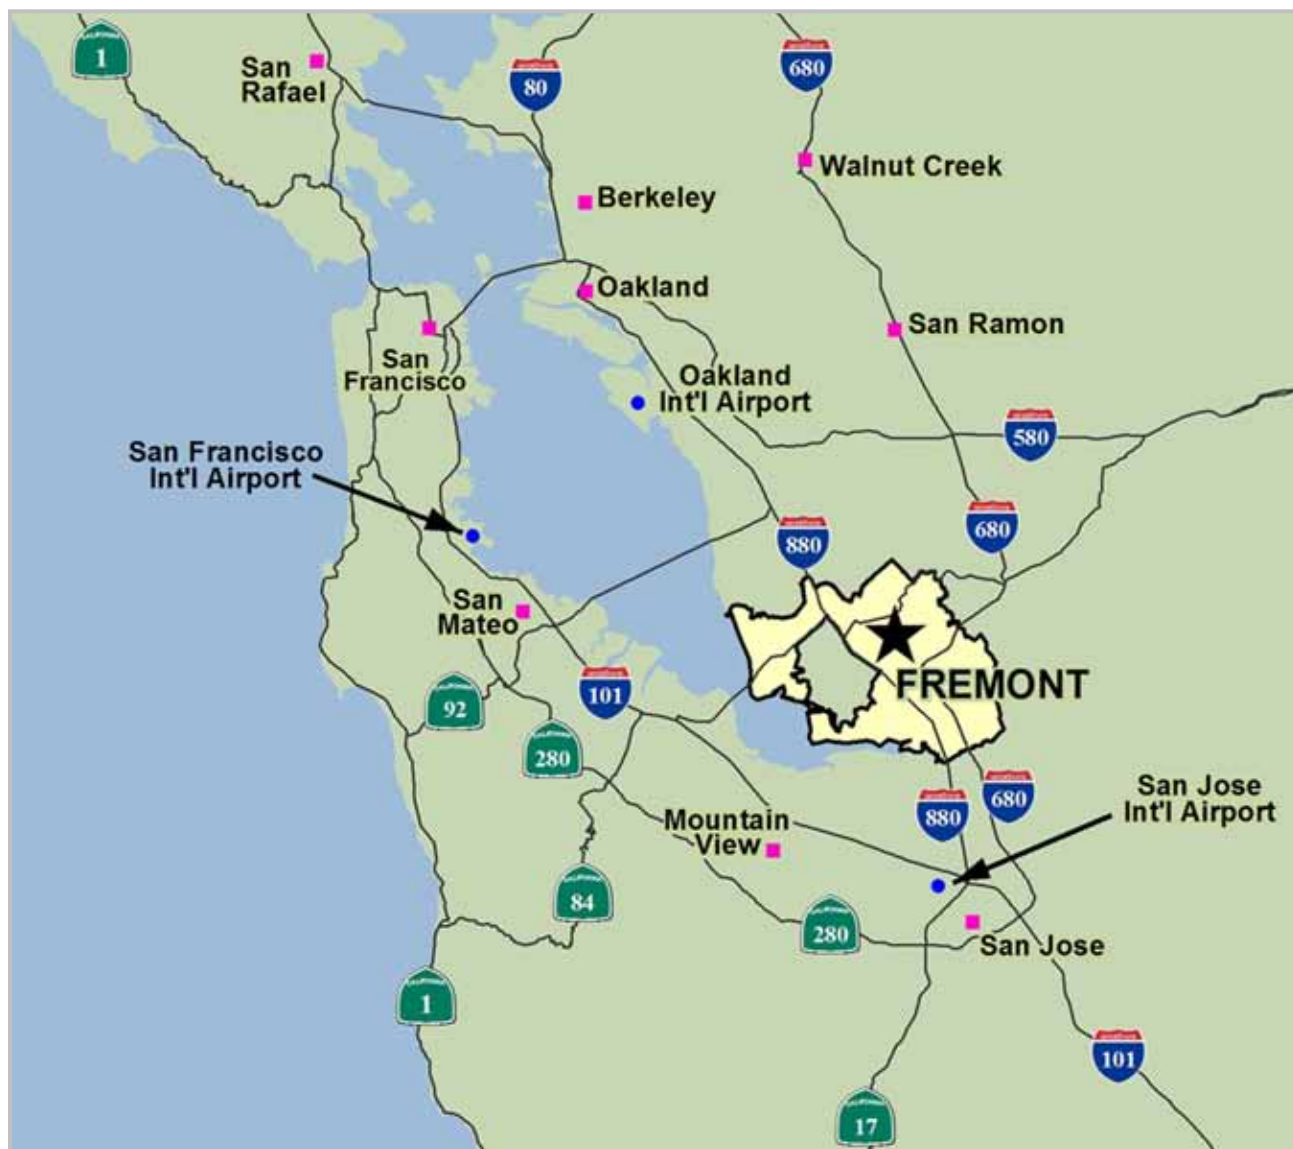 1
San
Rafael
80
680
Walnut Creek
Berkeley
Oakland
San Ramon
San
Francisco
Oakland
Int'l Airport
San Francisco
Int'l Airport
580
680
880
San
Mateo
FREMONT
92
101
280
San Jose
Int'l Airport
680
880
Mountain
View
84
280
San Jose
1
101
17